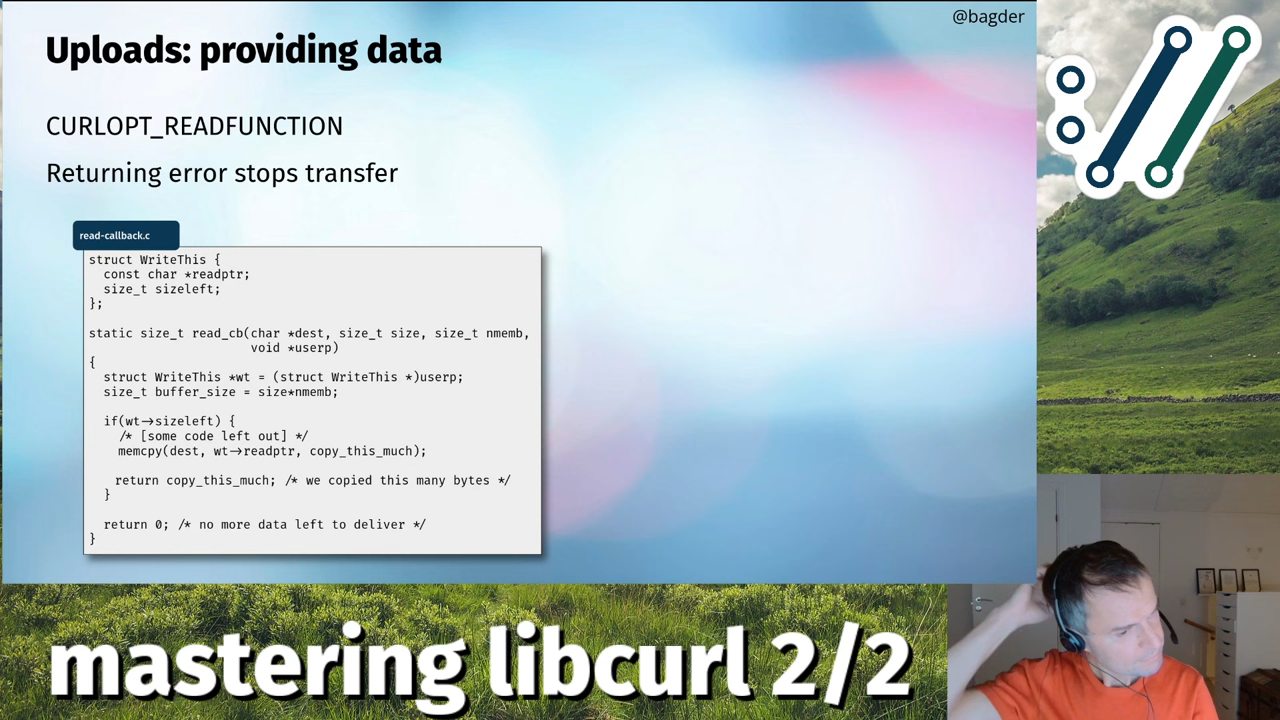 @bagder
Uploads: providing data
CURLOPT_READFUNCTION
Returning error stops transfer
read-callback.c
struct WriteThis {
  const char *readptr;
  size_t sizeleft;
};
static size_t read_cb(char *dest, size_t size, size_t nmemb,
                      void *userp)
{
  struct WriteThis *wt = (struct WriteThis *)userp;
  size_t buffer_size = size*nmemb;
  if(wt->sizeleft) {
    /* [some code left out] */
    memcpy(dest, wt->readptr, copy_this_much);
    return copy_this_much; /* we copied this many bytes */
  }
  return 0; /* no more data left to deliver */
}
mastering libcurl 2/2